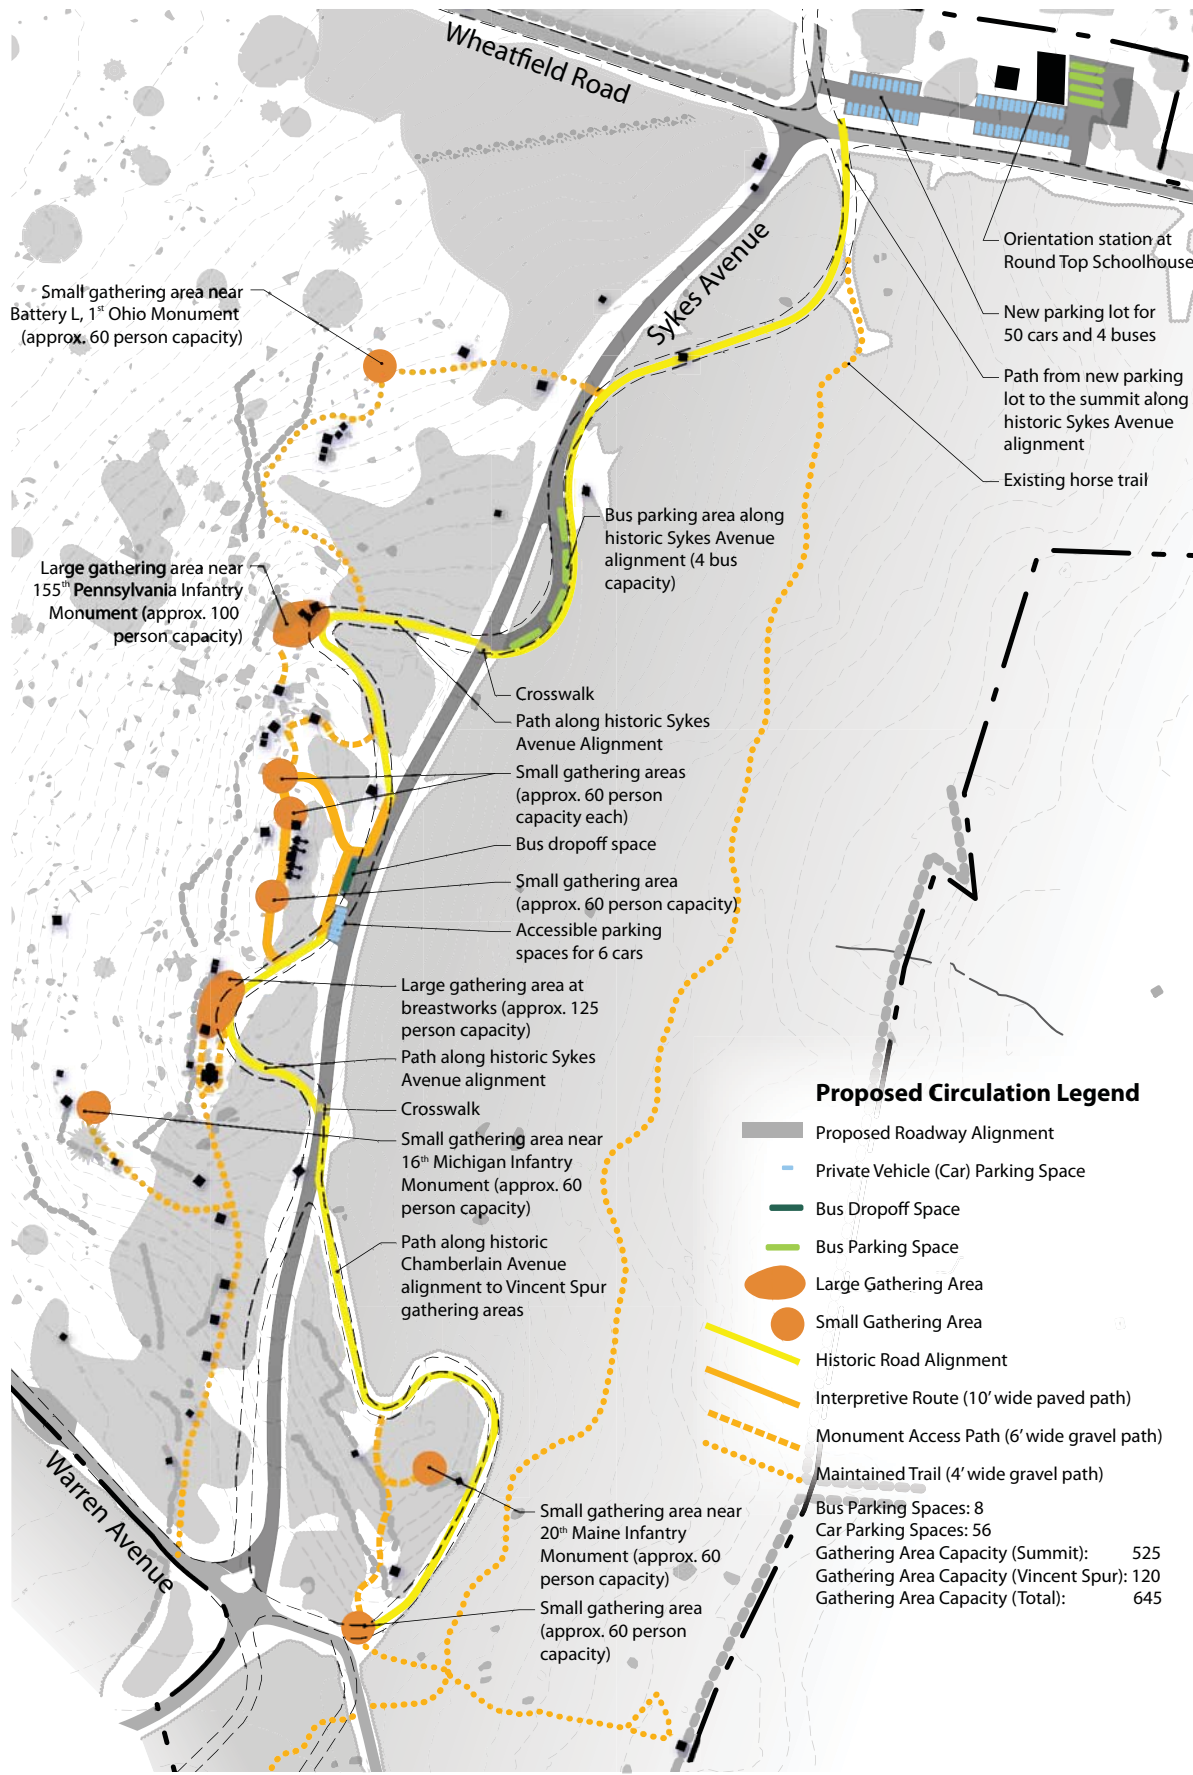 Wheatfield Road
Sykes Avenue
Orientation station at
Round Top Schoolhouse
New parking lot for
50 cars and 4 buses
Path from new parking
lot to the summit along
historic Sykes Avenue
alignment
Existing horse trail
Small gathering area near
Battery L, 1st Ohio Monument
(approx. 60 person capacity)
Bus parking area along
historic Sykes Avenue
alignment (4 bus
capacity)
Large gathering area near
155th Pennsylvania Infantry
Monument (approx. 100
person capacity)
Crosswalk
Path along historic Sykes
Avenue Alignment
Small gathering areas
(approx. 60 person
capacity each)
Bus dropoff space
Small gathering area
(approx. 60 person capacity)
Accessible parking
spaces for 6 cars
Large gathering area at
breastworks (approx. 125
person capacity)
Path along historic Sykes
Avenue alignment
Crosswalk
Small gathering area near
16th Michigan Infantry
Monument (approx. 60
person capacity)
Path along historic
Chamberlain Avenue
alignment to Vincent Spur
gathering areas
Warren Avenue
Small gathering area near
20th Maine Infantry
Monument (approx. 60
person capacity)
Small gathering area
(approx. 60 person
capacity)
Proposed Circulation Legend
Proposed Roadway Alignment
Private Vehicle (Car) Parking Space
Bus Dropoff Space
Bus Parking Space
Large Gathering Area
Small Gathering Area
Historic Road Alignment
Interpretive Route (10' wide paved path)
Monument Access Path (6' wide gravel path)
Maintained Trail (4' wide gravel path)
Bus Parking Spaces: 8
Car Parking Spaces: 56
Gathering Area Capacity (Summit): 525
Gathering Area Capacity (Vincent Spur): 120
Gathering Area Capacity (Total): 645